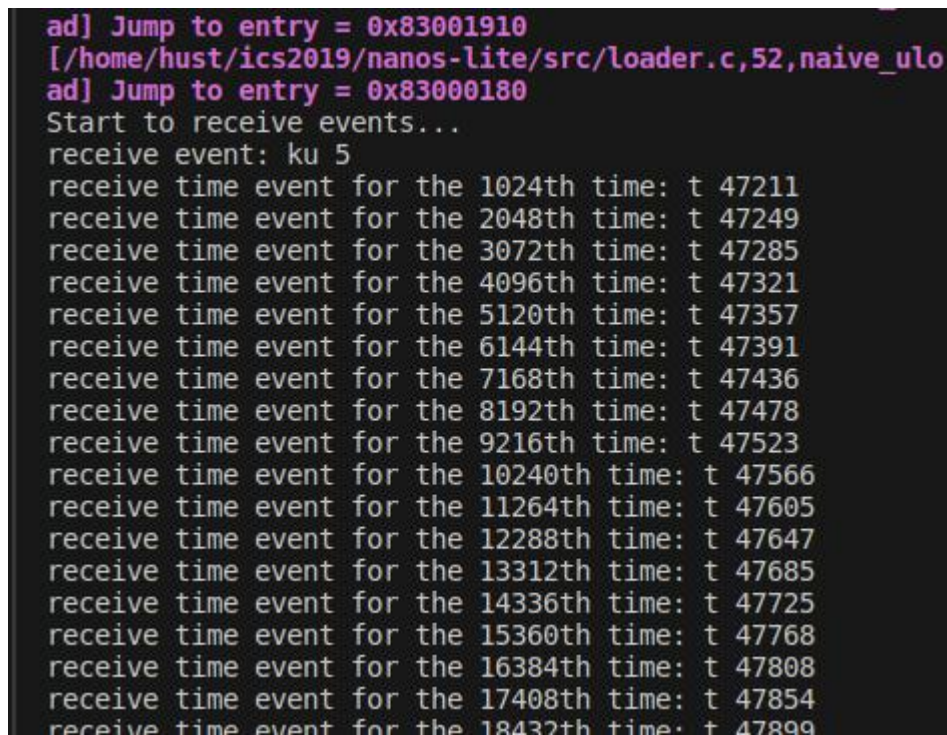 ad] Jump to entry = 0x83001910
[/home/hust/ics2019/nanos-lite/src/loader.c,52,naive_ulo
ad] Jump to entry = 0x83000180
Start to receive events...
receive event: ku 5
receive time event for the 1024th time: t 47211
receive time event for the 2048th time: t 47249
receive time event for the 3072th time: t 47285
receive time event for the 4096th time: t 47321
receive time event for the 5120th time: t 47357
receive time event for the 6144th time: t 47391
receive time event for the 7168th time: t 47436
receive time event for the 8192th time: t 47478
receive time event for the 9216th time: t 47523
receive time event for the 10240th time: t 47566
receive time event for the 11264th time: t 47605
receive time event for the 12288th time: t 47647
receive time event for the 13312th time: t 47685
receive time event for the 14336th time: t 47725
receive time event for the 15360th time: t 47768
receive time event for the 16384th time: t 47808
receive time event for the 17408th time: t 47854
receive time event for the 18432th time: t 47899